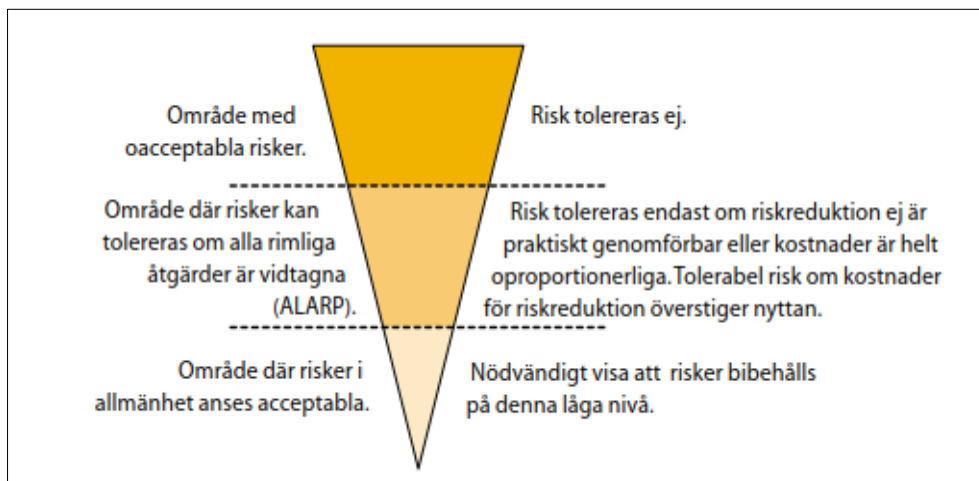 Område med
oacceptabla risker.
Risk tolereras ej.
Område där risker kan
tolereras om alla rimliga
åtgärder är vidtagna
(ALARP).
Risk tolereras endast om riskreduktion ej är
praktiskt genomförbar eller kostnader är helt
oproportionerliga.Tolerabel risk om kostnader
för riskreduktion överstiger nyttan.
Område där risker i
allmänhet anses acceptabla.
Nödvändigt visa att risker bibehålls
på denna låga nivå.